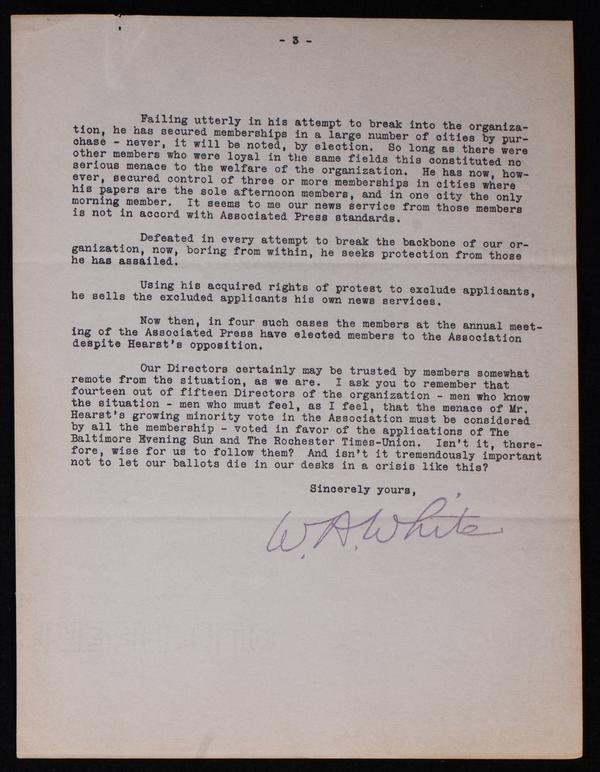 - 3 -
Failing utterly in his attempt to break into the organiza-
tion, he has secured memberships in a large number of cities by pur-
chase - never, it will be noted, by election. So long as there were
other members who were loyal in the same fields this constituted no
serious menace to the welfare of the organization. He has now, how-
ever, secured control of three or more memberships in cities where
his papers are the sole afternoon members, and in one city the only
morning member. It seems to me our news service from those members
is not in accord with Associated Press standards.
Defeated in every attempt to break the backbone of our or-
ganization, now, boring from within, he seeks protection from those
he has assailed.
Using his acquired rights of protest to exclude applicants,
he sells the excluded applicants his own news services.
Now then, in four such cases the members at the annual meet-
ing of the Associated Press have elected members to the Association
despite Hearst's opposition.
Our Directors certainly may be trusted by members somewhat
remote from the situation, as we are. I ask you to remember that
fourteen out of fifteen Directors of the organization - men who know
the situation - men who must feel, as I feel, that the menace of Mr.
Hearst's growing minority vote in the Association must be considered
by all the membership - voted in favor of the applications of The
Baltimore Evening Sun and The Rochester Times-Union. Isn't it, there-
fore, wise for us to follow them? And isn't it tremendously important
not to let our ballots die in our desks in a crisis like this?
Sincerely yours,
W. A. White